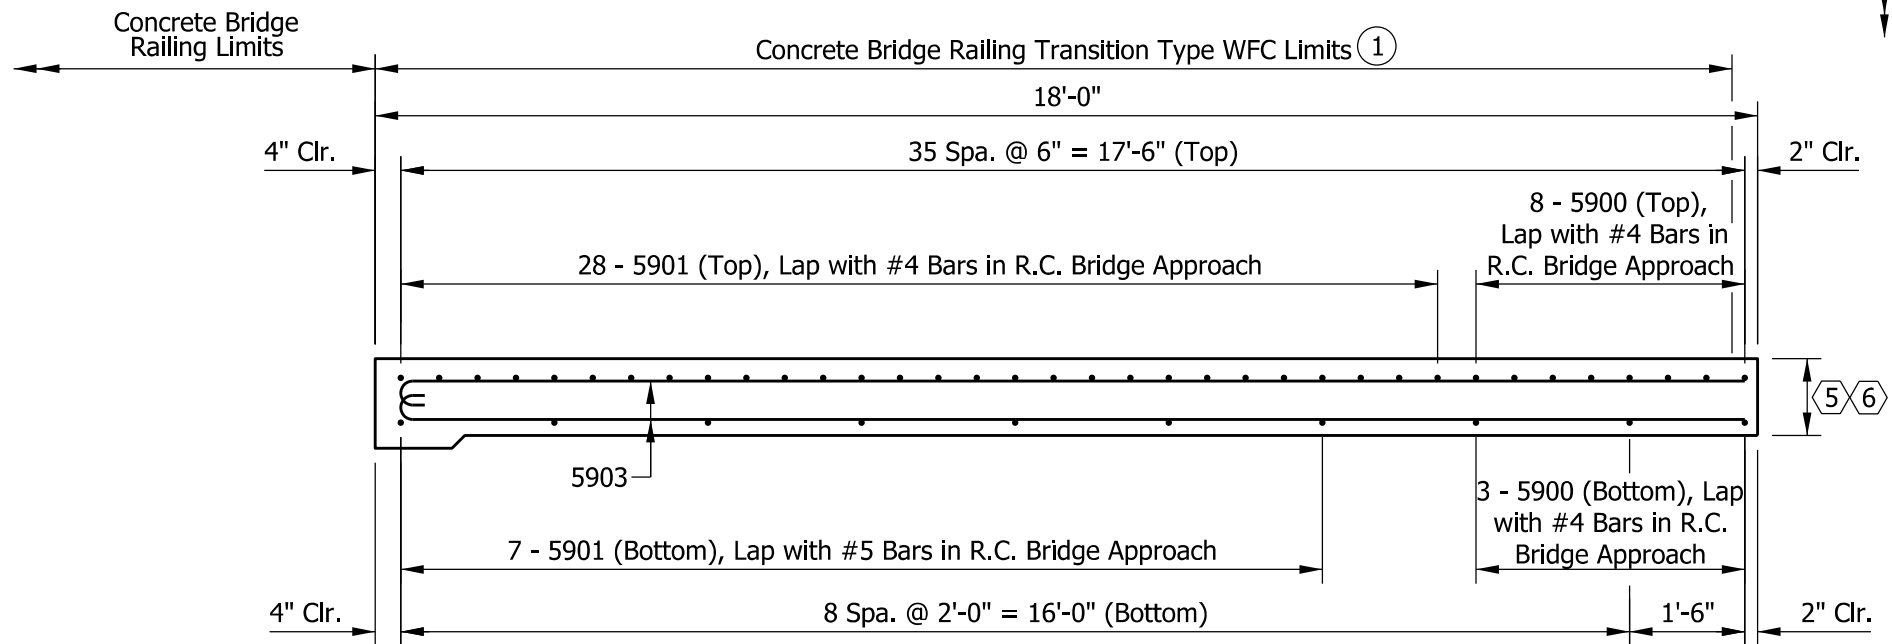 Concrete Bridge
Railing Limits
Concrete Bridge Railing Transition Type WFC Limits 1
18'-0"
4" Clr.
35 Spa. @ 6" = 17'-6" (Top)
2" Clr.
8 - 5900 (Top),
Lap with #4 Bars in
R.C. Bridge Approach
28 - 5901 (Top), Lap with #4 Bars in R.C. Bridge Approach
5 6
5903
3 - 5900 (Bottom), Lap
with #4 Bars in R.C.
Bridge Approach
7 - 5901 (Bottom), Lap with #5 Bars in R.C. Bridge Approach
4" Clr.
8 Spa. @ 2'-0" = 16'-0" (Bottom)
1'-6"
2" Clr.